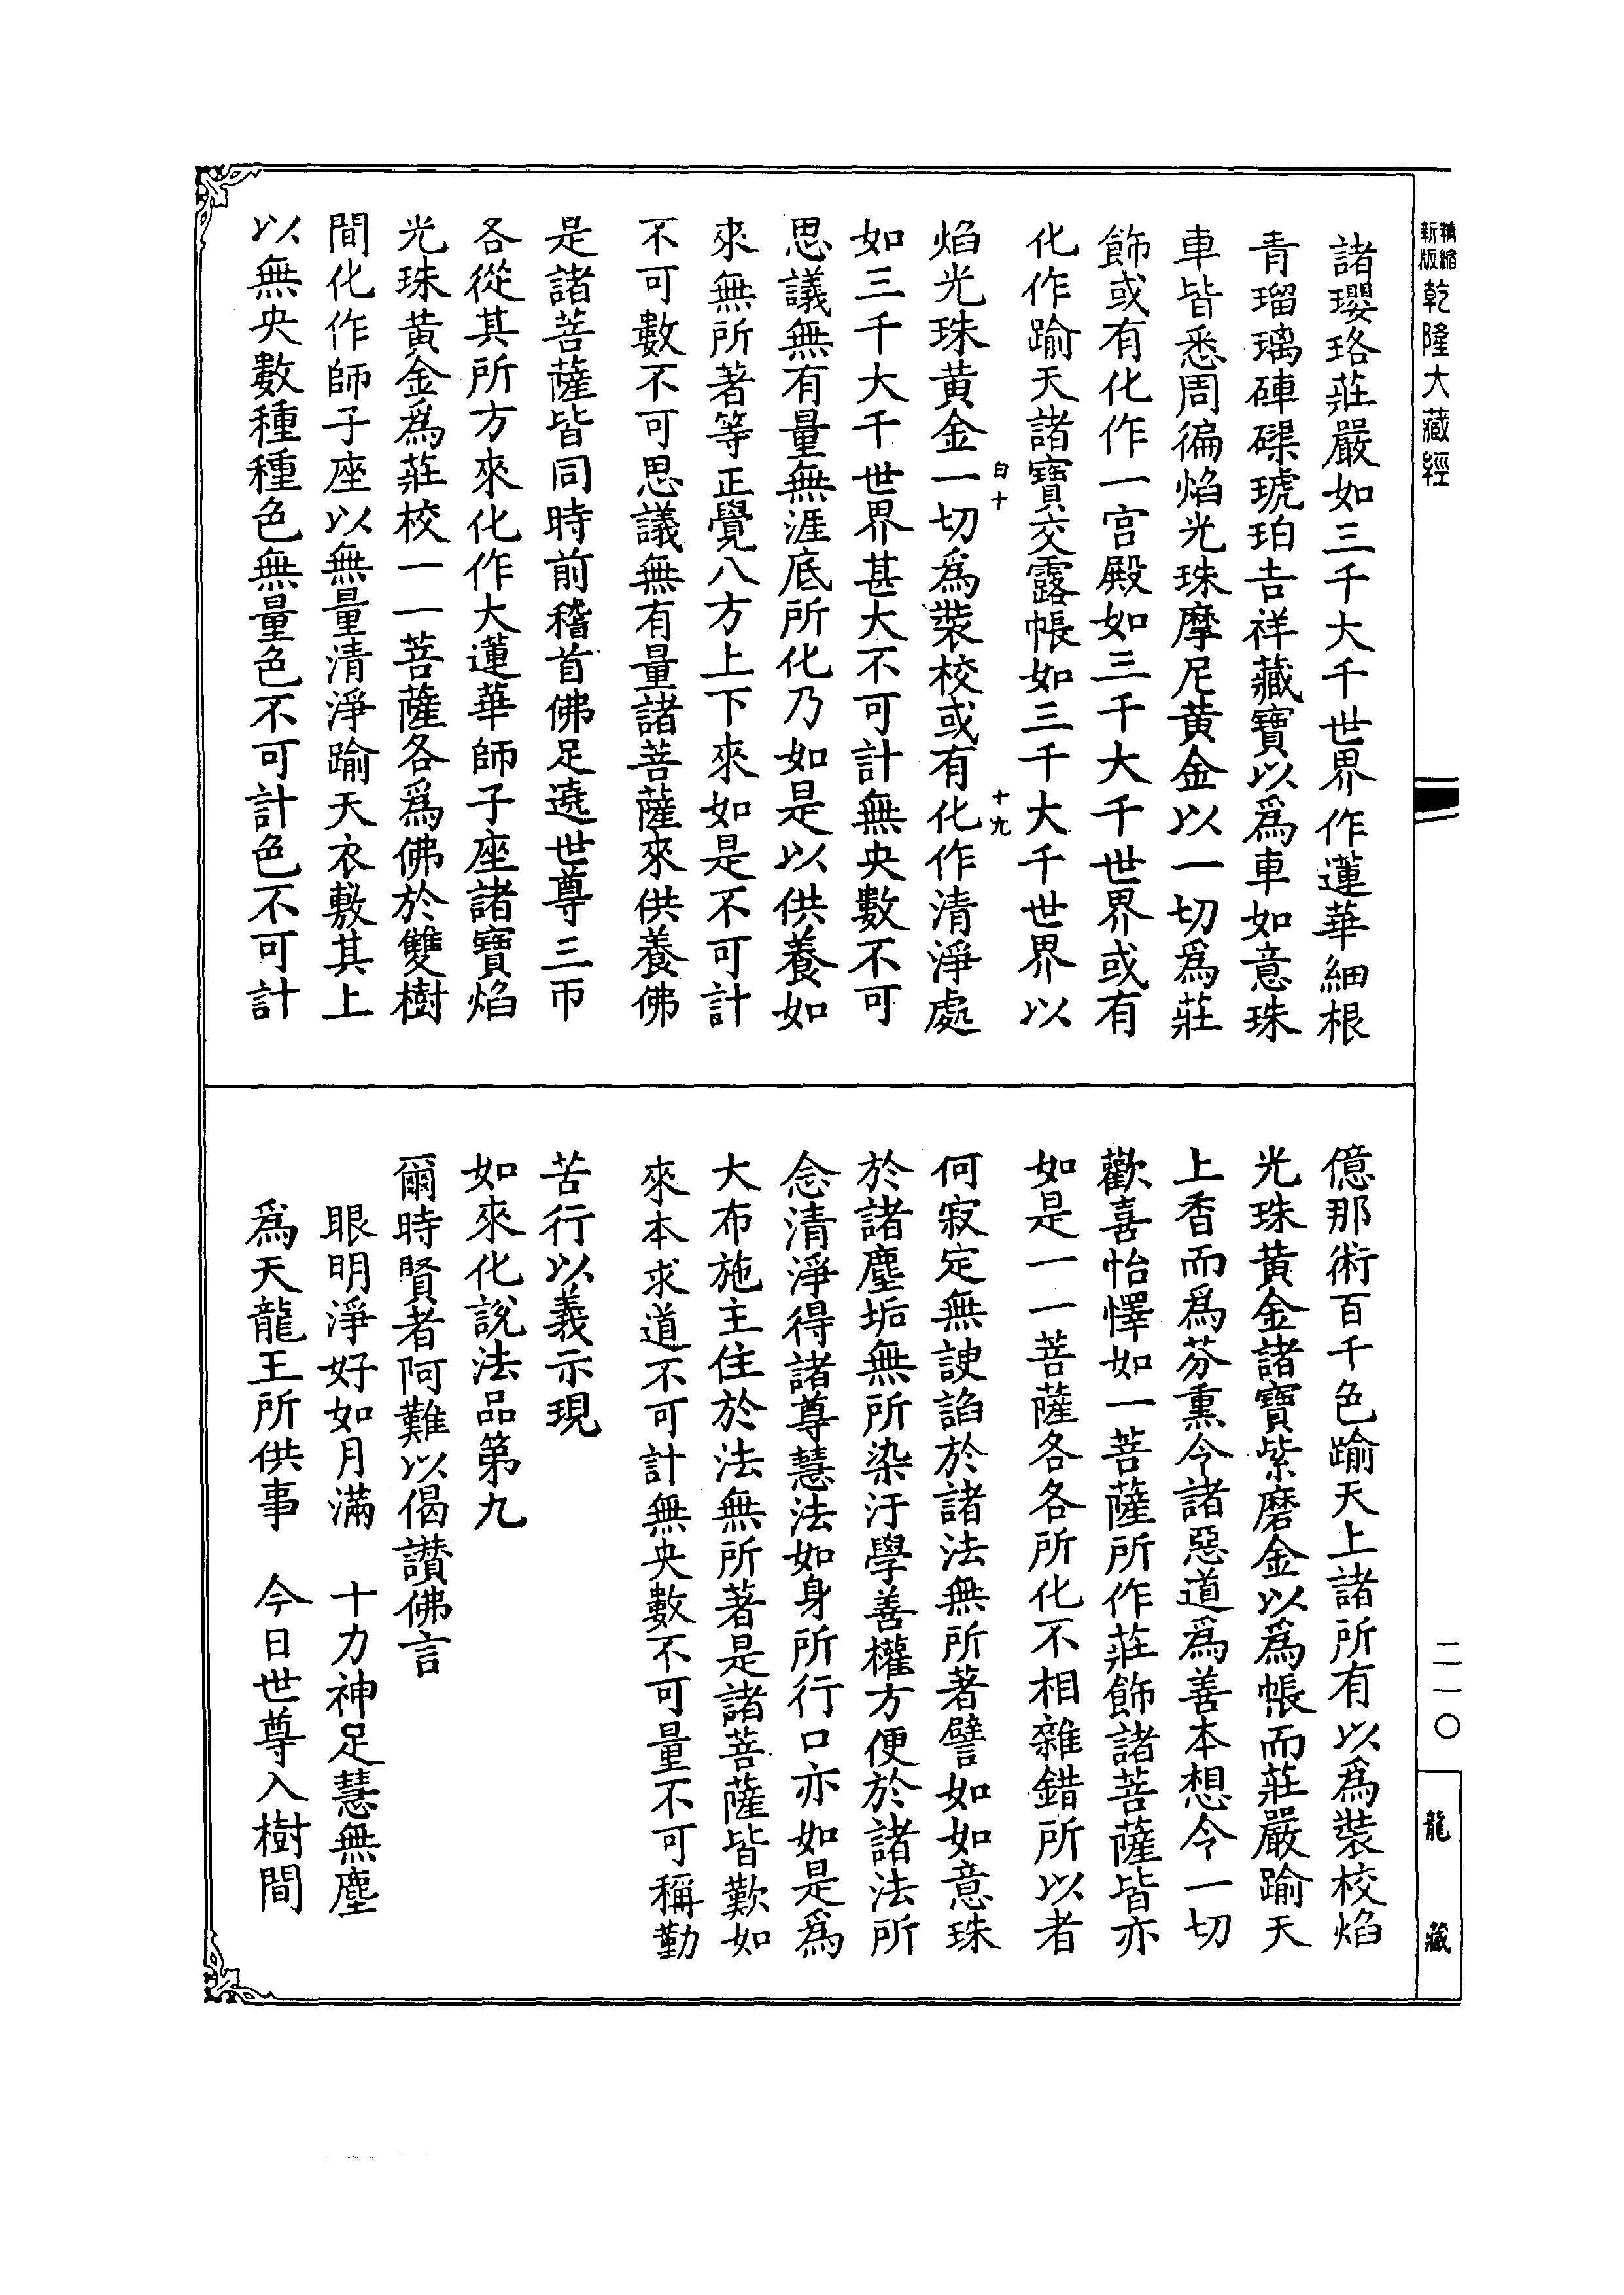 精縮新版乾隆大藏經
諸瓔珞莊嚴如三千大千世界作蓮華細根
青瑠璃硨磲琥珀吉祥藏寶以爲車如意珠
車皆悉周徧焰光珠摩尼黄金以一切爲莊
飾或有化作一宫殿如三千大千世界或有
化作踰天諸寶交露帳如三千大千世界以
白十
十九
焰光珠黄金一切爲裝校或有化作清淨處
如三千大千世界甚大不可計無央數不可
思議無有量無涯底所化乃如是以供養如
來無所著等正覺八方上下來如是不可計
不可數不可思議無有量諸菩薩來供養佛
是諸菩薩皆同時前稽首佛足遶世尊三帀
各從其所方來化作大蓮華師子座諸寶焰
光珠黄金爲莊校一一菩薩各爲佛於雙樹
間化作師子座以無量清淨踰天衣敷其上
以無央數種種色無量色不可計色不可計
億那術百千色踰天上諸所有以爲裝校焰
光珠黄金諸寶紫磨金以爲帳而莊嚴踰天
上香而爲芬熏令諸惡道爲善本想令一切
歡喜怡懌如一菩薩所作莊飾諸菩薩皆亦
如是一一菩薩各各所化不相雜錯所以者
何寂定無諛諂於諸法無所著譬如如意珠
於諸塵垢無所染汙學善權方便於諸法所
念清淨得諸尊慧法如身所行口亦如是爲
大布施主住於法無所著是諸菩薩皆歎如
來本求道不可計無央數不可量不可稱勤
苦行以義示現
如來化說法品第九
爾時賢者阿難以偈讚佛言
眼明淨好如月滿　十力神足慧無塵
爲天龍王所供事　今日世尊入樹間
二一〇
龍藏